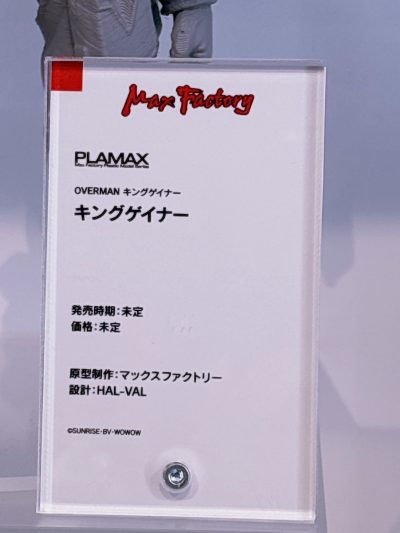 Max Factory
PLAMAX
Max Factory Plastic Model Series
OVERMAN キングゲイナー
キングゲイナー
発売時期:未定
価格:未定
原型制作:マックスファクトリー
設計:HAL-VAL
©SUNRISE・BV・WOWOW